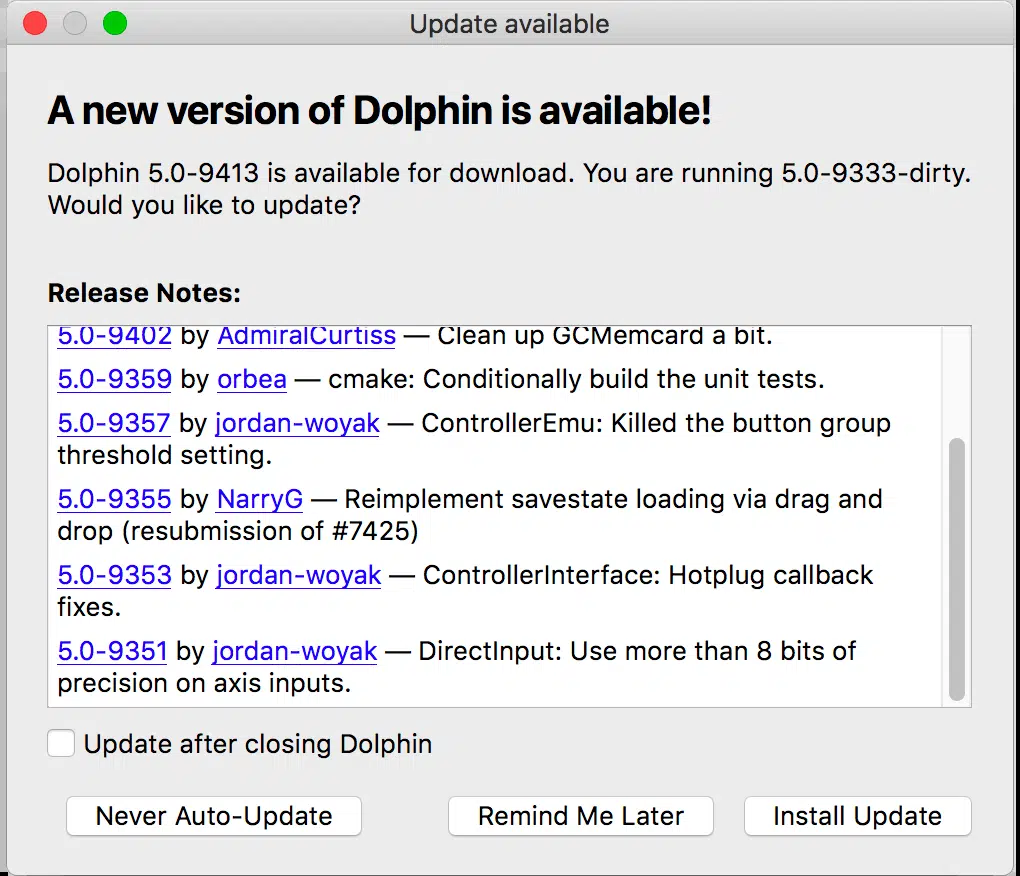 Update available
A new version of Dolphin is available!
Dolphin 5.0-9413 is available for download. You are running 5.0-9333-dirty.
Would you like to update?
Release Notes:
5.0-9402 by AdmiralCurtiss — Clean up GCMemcard a bit.
5.0-9359 by orbea — cmake: Conditionally build the unit tests.
5.0-9357 by jordan-woyak — ControllerEmu: Killed the button group
threshold setting.
5.0-9355 by NarryG — Reimplement savestate loading via drag and
drop (resubmission of #7425)
5.0-9353 by jordan-woyak — ControllerInterface: Hotplug callback
fixes.
5.0-9351 by jordan-woyak — DirectInput: Use more than 8 bits of
precision on axis inputs.
Update after closing Dolphin
Never Auto-Update
Remind Me Later
Install Update